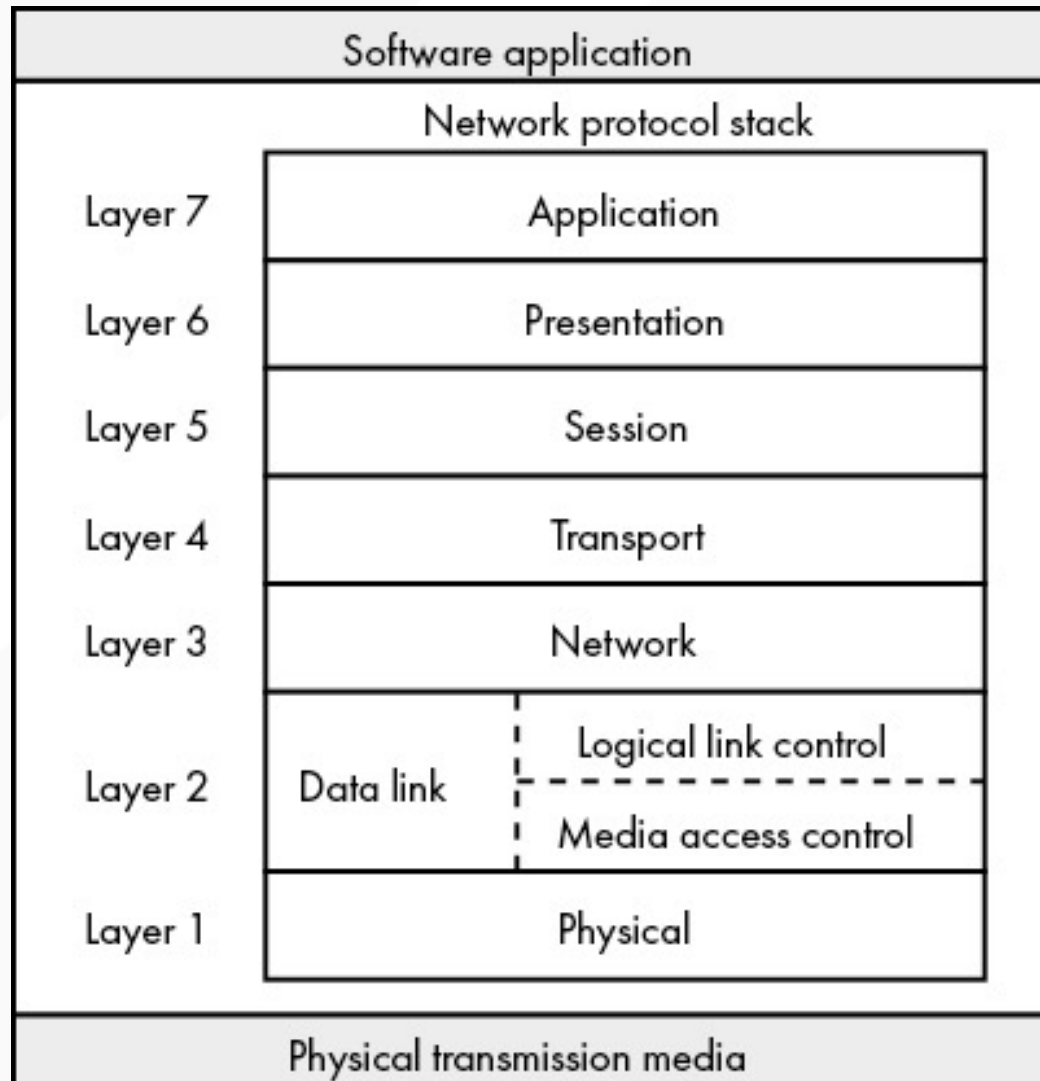 Software application
Network protocol stack
Layer 7 Application
Layer 6 Presentation
Layer 5 Session
Layer 4 Transport
Layer 3 Network
Logical link control
Layer 2 Data link
Media access control
Layer 1 Physical
Physical transmission media